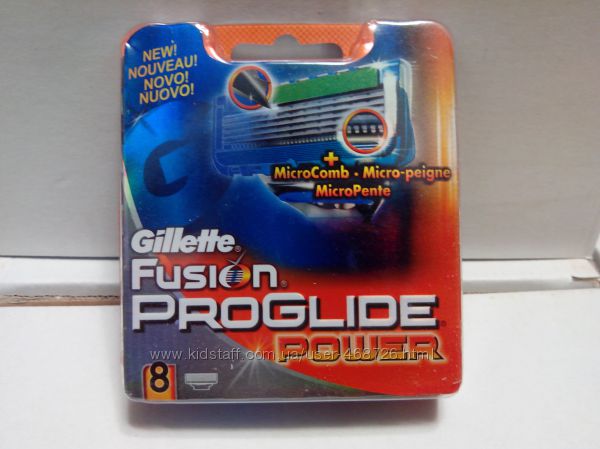 NEW!
NOUVEAU!
NOVO!
NUOVO!
+
MicroComb • Micro-peigne
MicroPente
Gillette®
Fusion®
PROGLIDE®
POWER
www.kidstaff.com.ua/user-468726.html
8